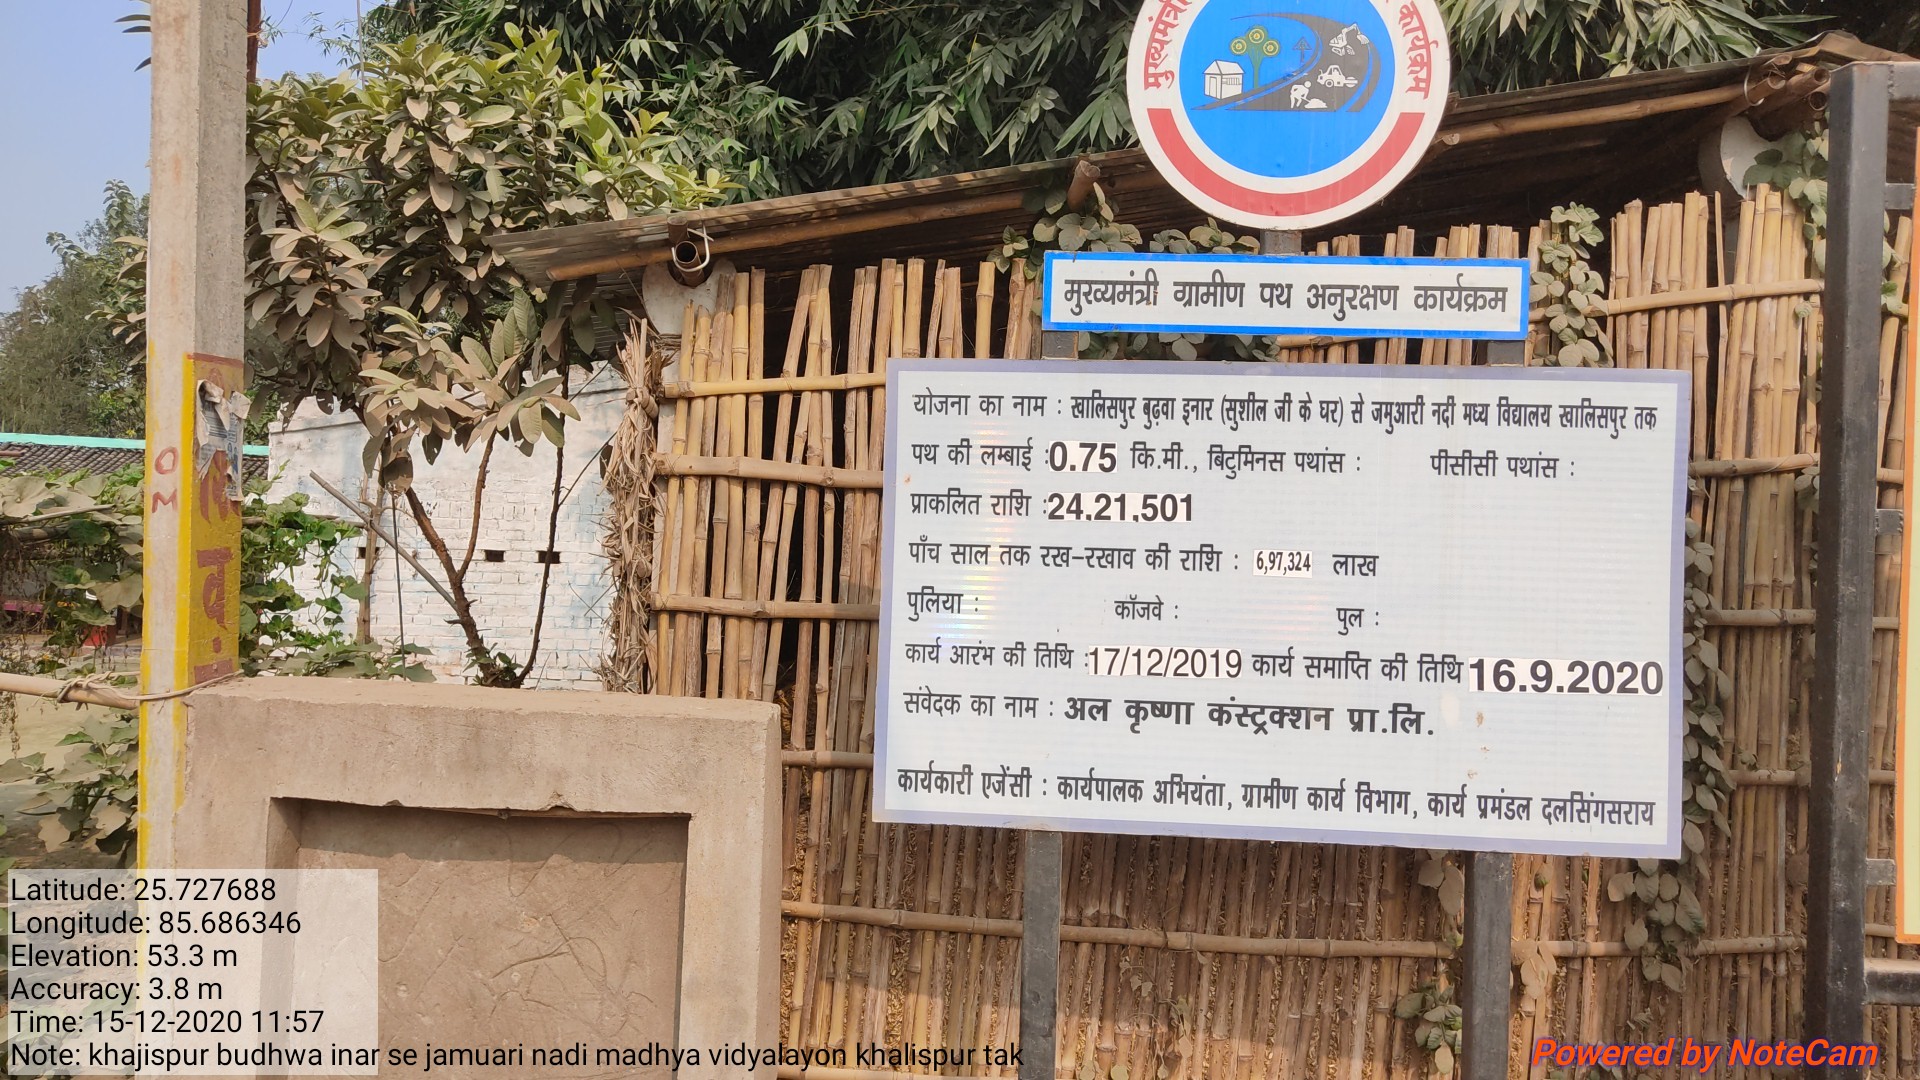 मुख्यमंत्री कार्यक्रम
मुख्यमंत्री ग्रामीण पथ अनुरक्षण कार्यक्रम
योजना का नाम : खालिसपुर बुढ़वा इनार (सुशील जी के घर) से जमुआरी नदी मध्य विद्यालय खालिसपुर तक
पथ की लम्बाई :0.75 कि.मी., बिटुमिनस पथांस : पीसीसी पथांस :
प्राकलित राशि :24,21,501
पाँच साल तक रख-रखाव की राशि : 6,97,324 लाख
पुलिया : कॉजवे : पुल :
कार्य आरंभ की तिथि :17/12/2019 कार्य समाप्ति की तिथि 16.9.2020
संवेदक का नाम : अल कृष्णा कंस्ट्रक्शन प्रा.लि.
कार्यकारी एजेंसी : कार्यपालक अभियंता, ग्रामीण कार्य विभाग, कार्य प्रमंडल दलसिंगसराय
O
M
Latitude: 25.727688
Longitude: 85.686346
Elevation: 53.3 m
Accuracy: 3.8 m
Time: 15-12-2020 11:57
Note: khajispur budhwa inar se jamuari nadi madhya vidyalayon khalispur tak
Powered by NoteCam